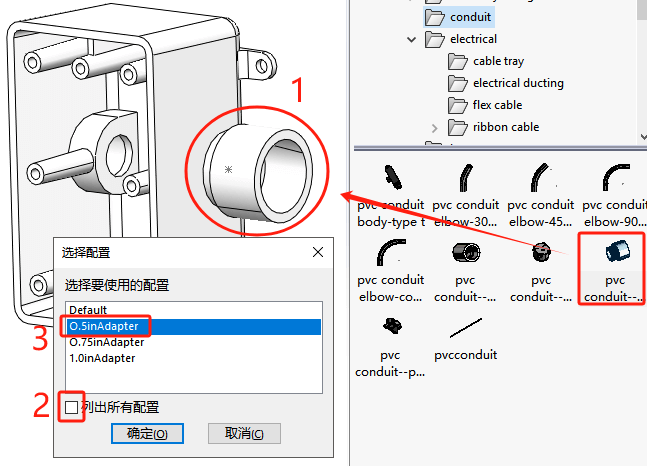 conduit
electrical
cable tray
electrical ducting
flex cable
ribbon cable
1
pvc conduit
body-type t
pvc conduit
elbow-30...
pvc conduit
elbow-45...
pvc conduit
elbow-90...
pvc conduit
elbow-co...
pvc
conduit--...
pvc
conduit--...
pvc
conduit--...
pvc
conduit--p...
pvcconduit
选择配置
选择要使用的配置
Default
3
O.5inAdapter
O.75inAdapter
1.0inAdapter
2
列出所有配置
确定(O)
取消(C)